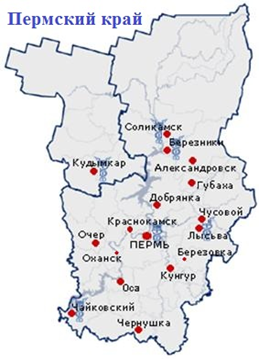 Пермский край
Соликамск
Березники
Кудымкар
Александровск
Губаха
Добрянка
Чусовой
Краснокамск
Лысьва
Очер
ПЕРМЬ
Березовка
Оханск
Кунгур
Оса
Чайковский
Чернушка